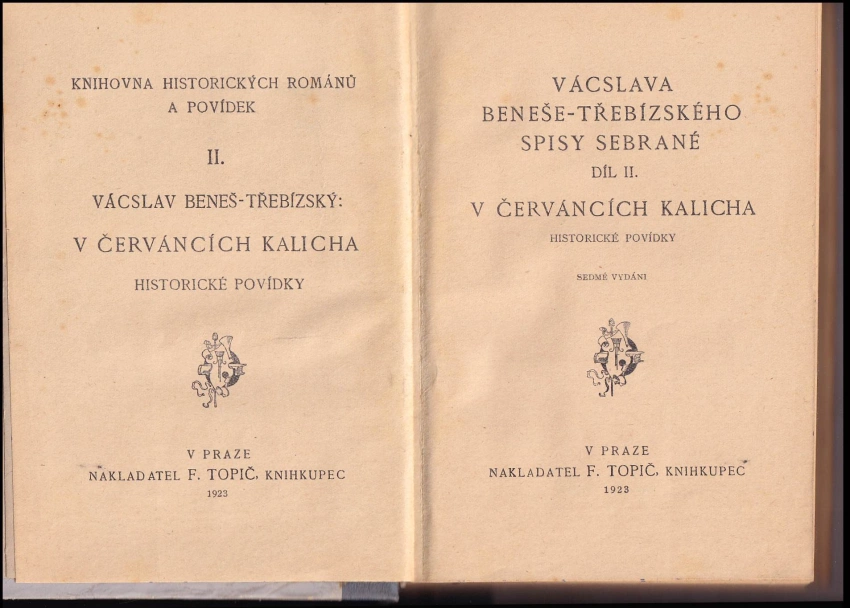 KNIHOVNA HISTORICKÝCH ROMÁNŮ
A POVÍDEK
II.
VÁCSLAV BENEŠ-TŘEBÍZSKÝ:
V ČERVÁNCÍCH KALICHA
HISTORICKÉ POVÍDKY
V PRAZE
NAKLADATEL F. TOPIČ, KNIHKUPEC
1923
VÁCSLAVA
BENEŠE-TŘEBÍZSKÉHO
SPISY SEBRANÉ
DÍL II.
V ČERVÁNCÍCH KALICHA
HISTORICKÉ POVÍDKY
SEDMÉ VYDÁNI
V PRAZE
NAKLADATEL F. TOPIČ, KNIHKUPEC
1923